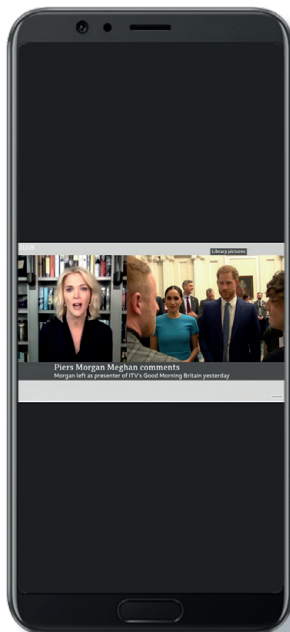 Library pictures
Piers Morgan Meghan comments
Morgan left as presenter of ITV's Good Morning Britain yesterday